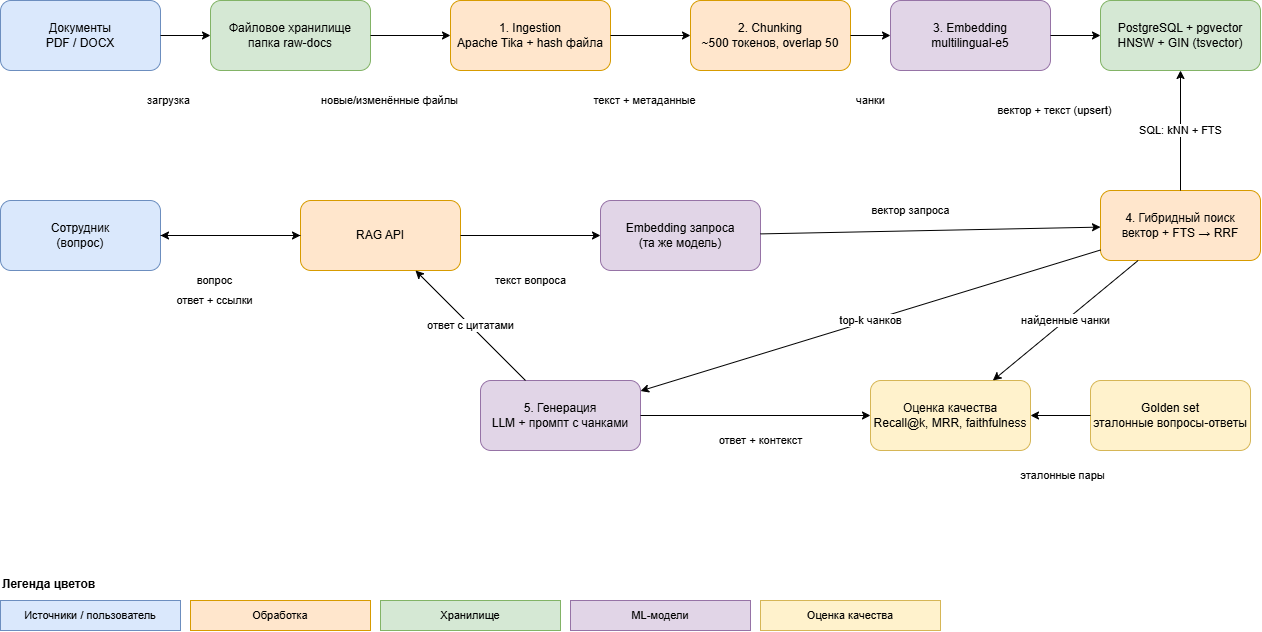 Документы
PDF / DOCX
Файловое хранилище
папка raw-docs
1. Ingestion
Apache Tika + hash файла
2. Chunking
~500 токенов, overlap 50
3. Embedding
multilingual-e5
PostgreSQL + pgvector
HNSW + GIN (tsvector)
загрузка
новые/изменённые файлы
текст + метаданные
чанки
вектор + текст (upsert)
SQL: kNN + FTS
Сотрудник
(вопрос)
RAG API
Embedding запроса
(та же модель)
вектор запроса
4. Гибридный поиск
вектор + FTS → RRF
вопрос
ответ + ссылки
текст вопроса
ответ с цитатами
top-k чанков
найденные чанки
5. Генерация
LLM + промпт с чанками
ответ + контекст
Оценка качества
Recall@k, MRR, faithfulness
Golden set
эталонные вопросы-ответы
эталонные пары
Легенда цветов
Источники / пользователь
Обработка
Хранилище
ML-модели
Оценка качества